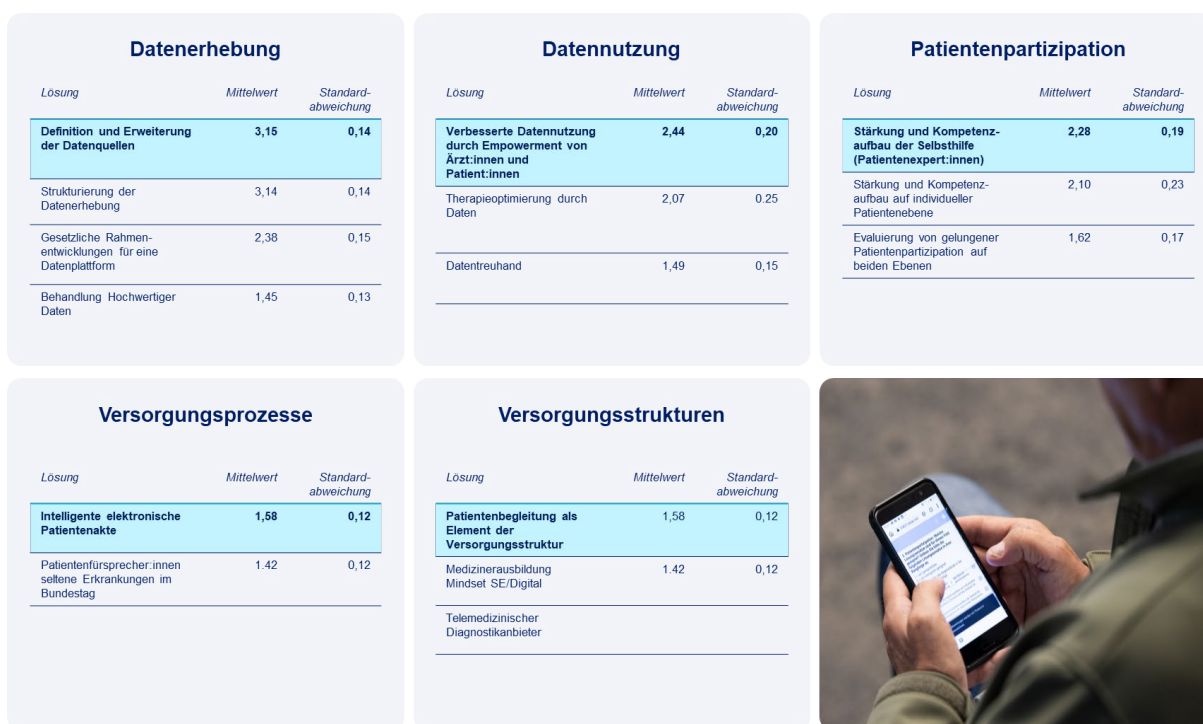 Datenerhebung
Lösung Mittelwert Standard-
abweichung
Definition und Erweiterung 3,15 0,14
der Datenquellen
Strukturierung der 3,14 0,14
Datenerhebung
Gesetzliche Rahmen- 2,38 0,15
entwicklungen für eine
Datenplattform
Behandlung Hochwertiger 1,45 0,13
Daten
Datennutzung
Lösung Mittelwert Standard-
abweichung
Verbesserte Datennutzung 2,44 0,20
durch Empowerment von
Ärzt:innen und
Patient:innen
Therapieoptimierung durch 2,07 0.25
Daten
Datentreuhand 1,49 0,15
Patientenpartizipation
Lösung Mittelwert Standard-
abweichung
Stärkung und Kompetenz- 2,28 0,19
aufbau der Selbsthilfe
(Patientenexpert:innen)
Stärkung und Kompetenz- 2,10 0,23
aufbau auf individueller
Patientenebene
Evaluierung von gelungener 1,62 0,17
Patientenpartizipation auf
beiden Ebenen
Versorgungsprozesse
Lösung Mittelwert Standard-
abweichung
Intelligente elektronische 1,58 0,12
Patientenakte
Patientenfürsprecher:innen 1.42 0,12
seltene Erkrankungen im
Bundestag
Versorgungsstrukturen
Lösung Mittelwert Standard-
abweichung
Patientenbegleitung als 1,58 0,12
Element der
Versorgungsstruktur
Medizinerausbildung 1.42 0,12
Mindset SE/Digital
Telemedizinischer
Diagnostikanbieter